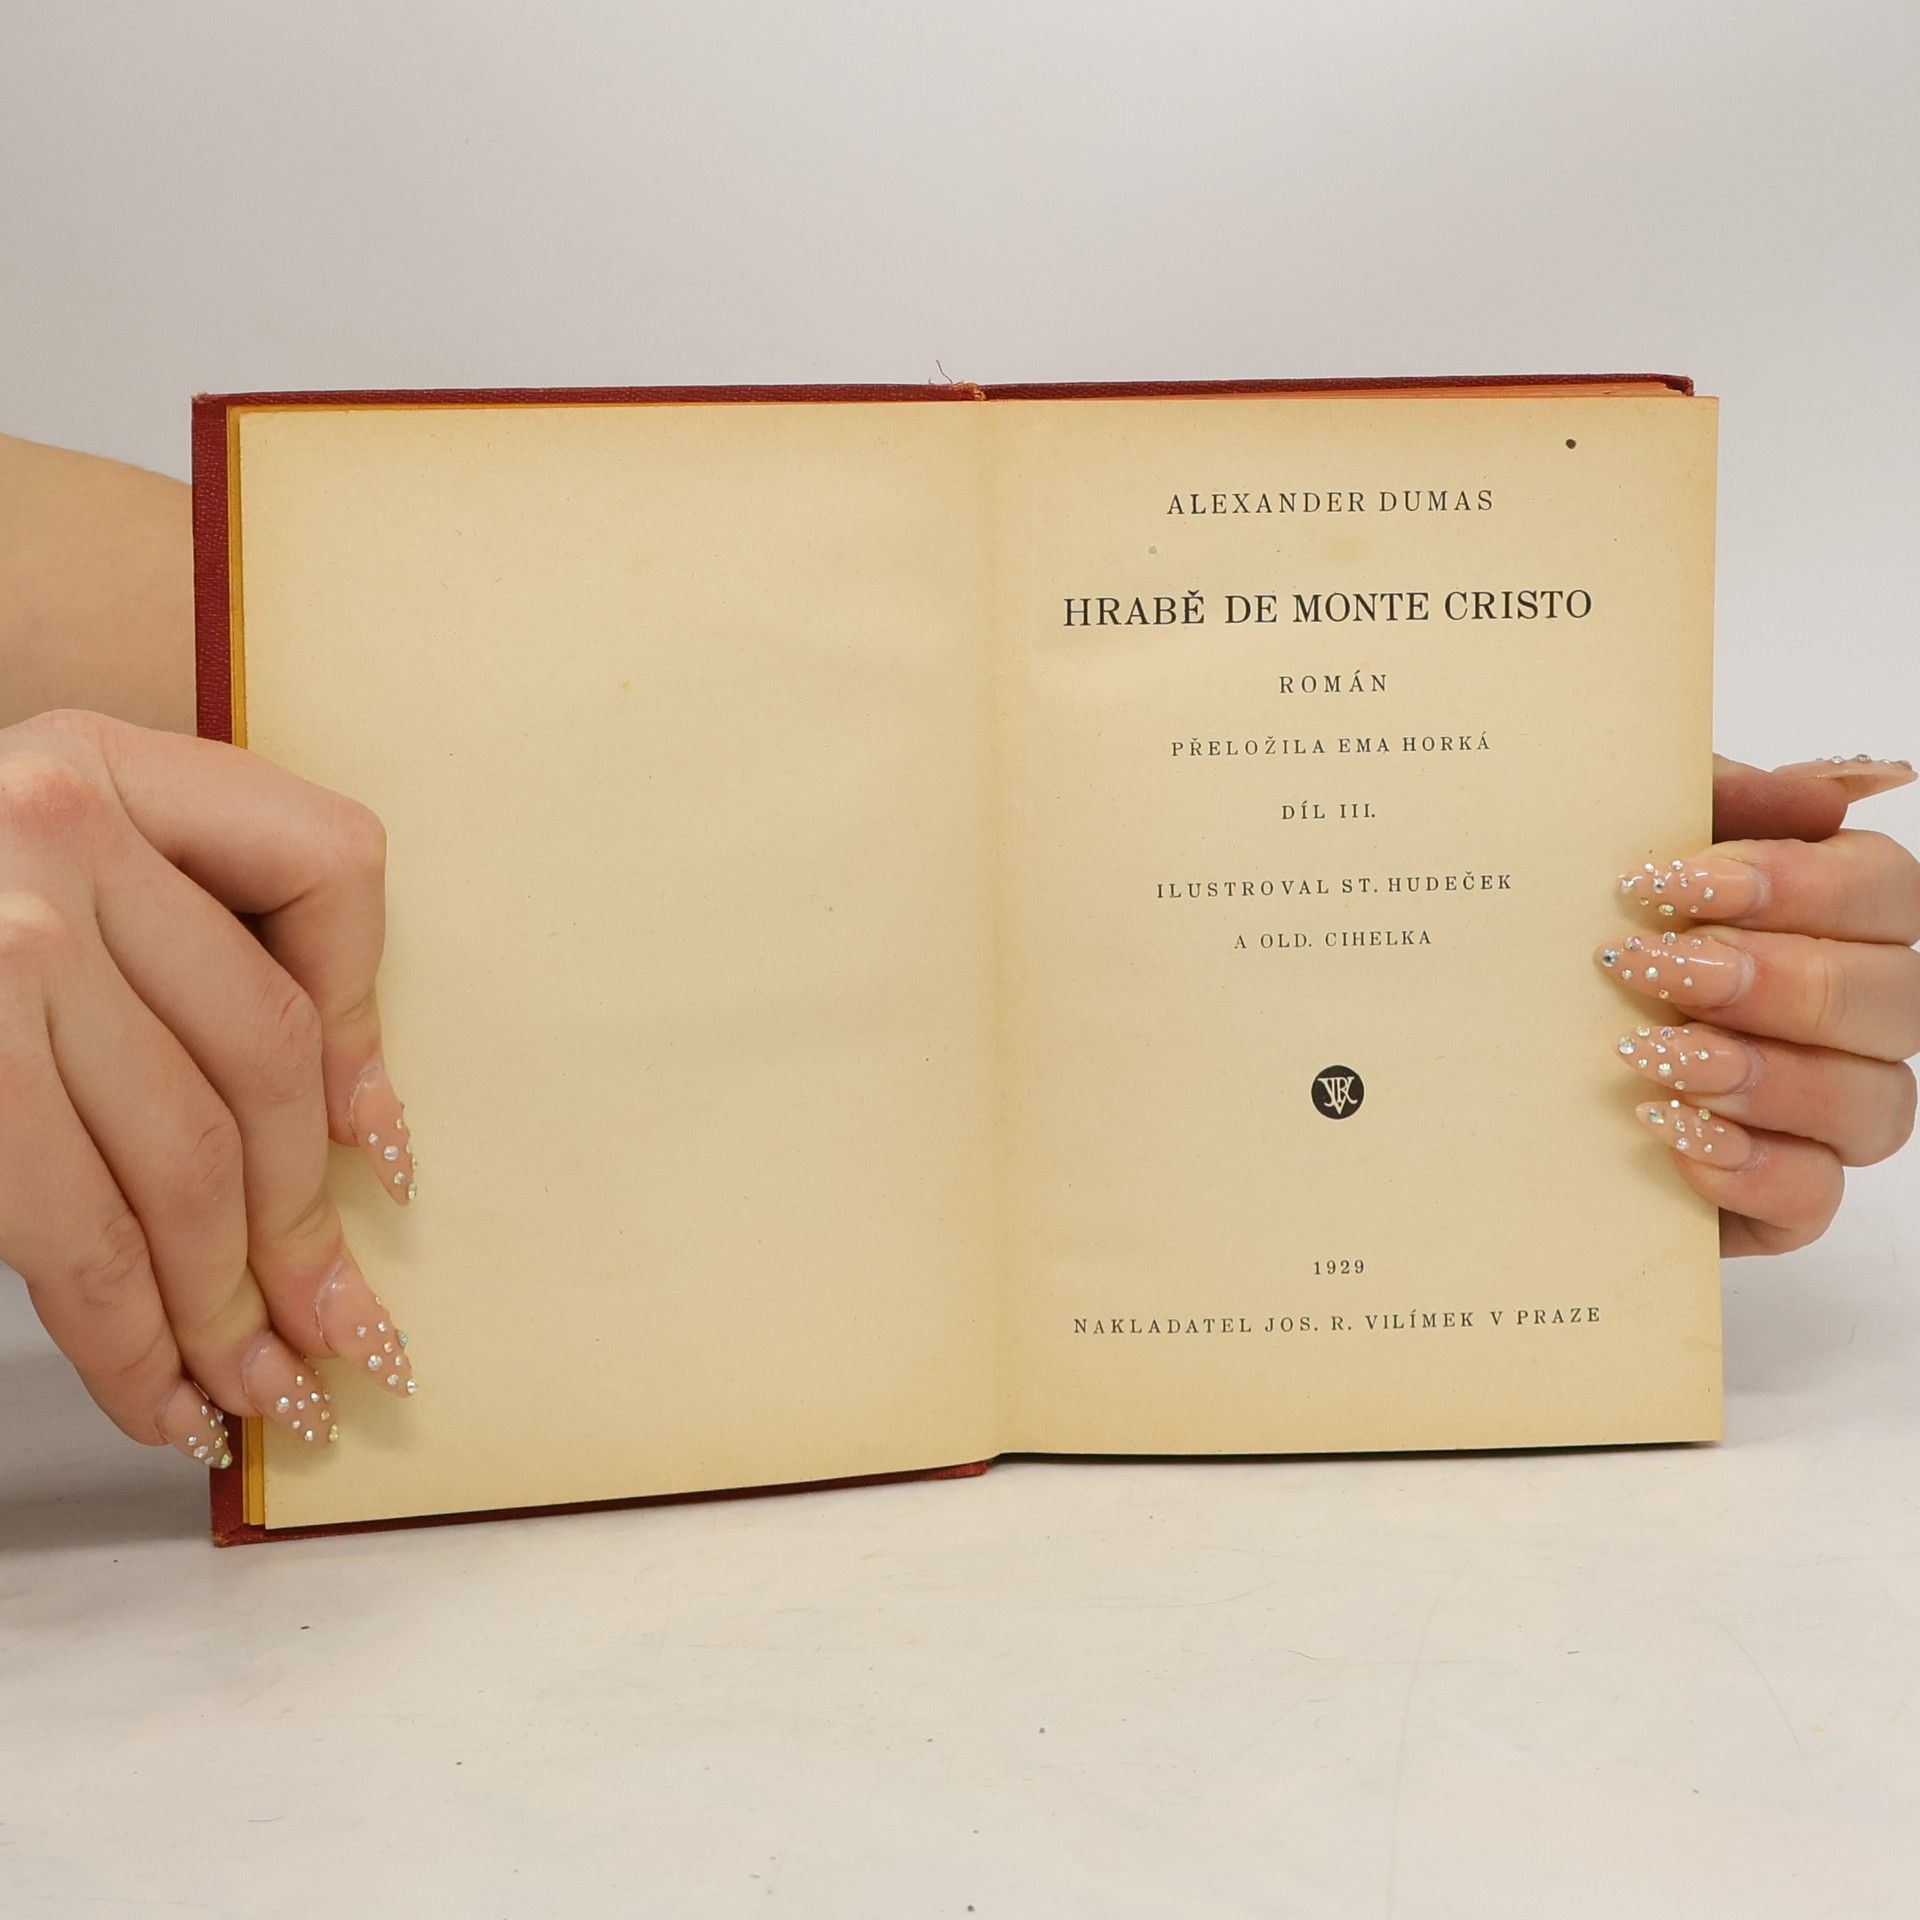 ALEXANDER DUMAS
HRABĚ DE MONTE CRISTO
ROMÁN
PŘELOŽILA EMA HORKÁ
DÍL III.
ILUSTROVAL ST. HUDEČEK
A OLD. CIHELKA
JRV
1929
NAKLADATEL JOS. R. VILÍMEK V PRAZE